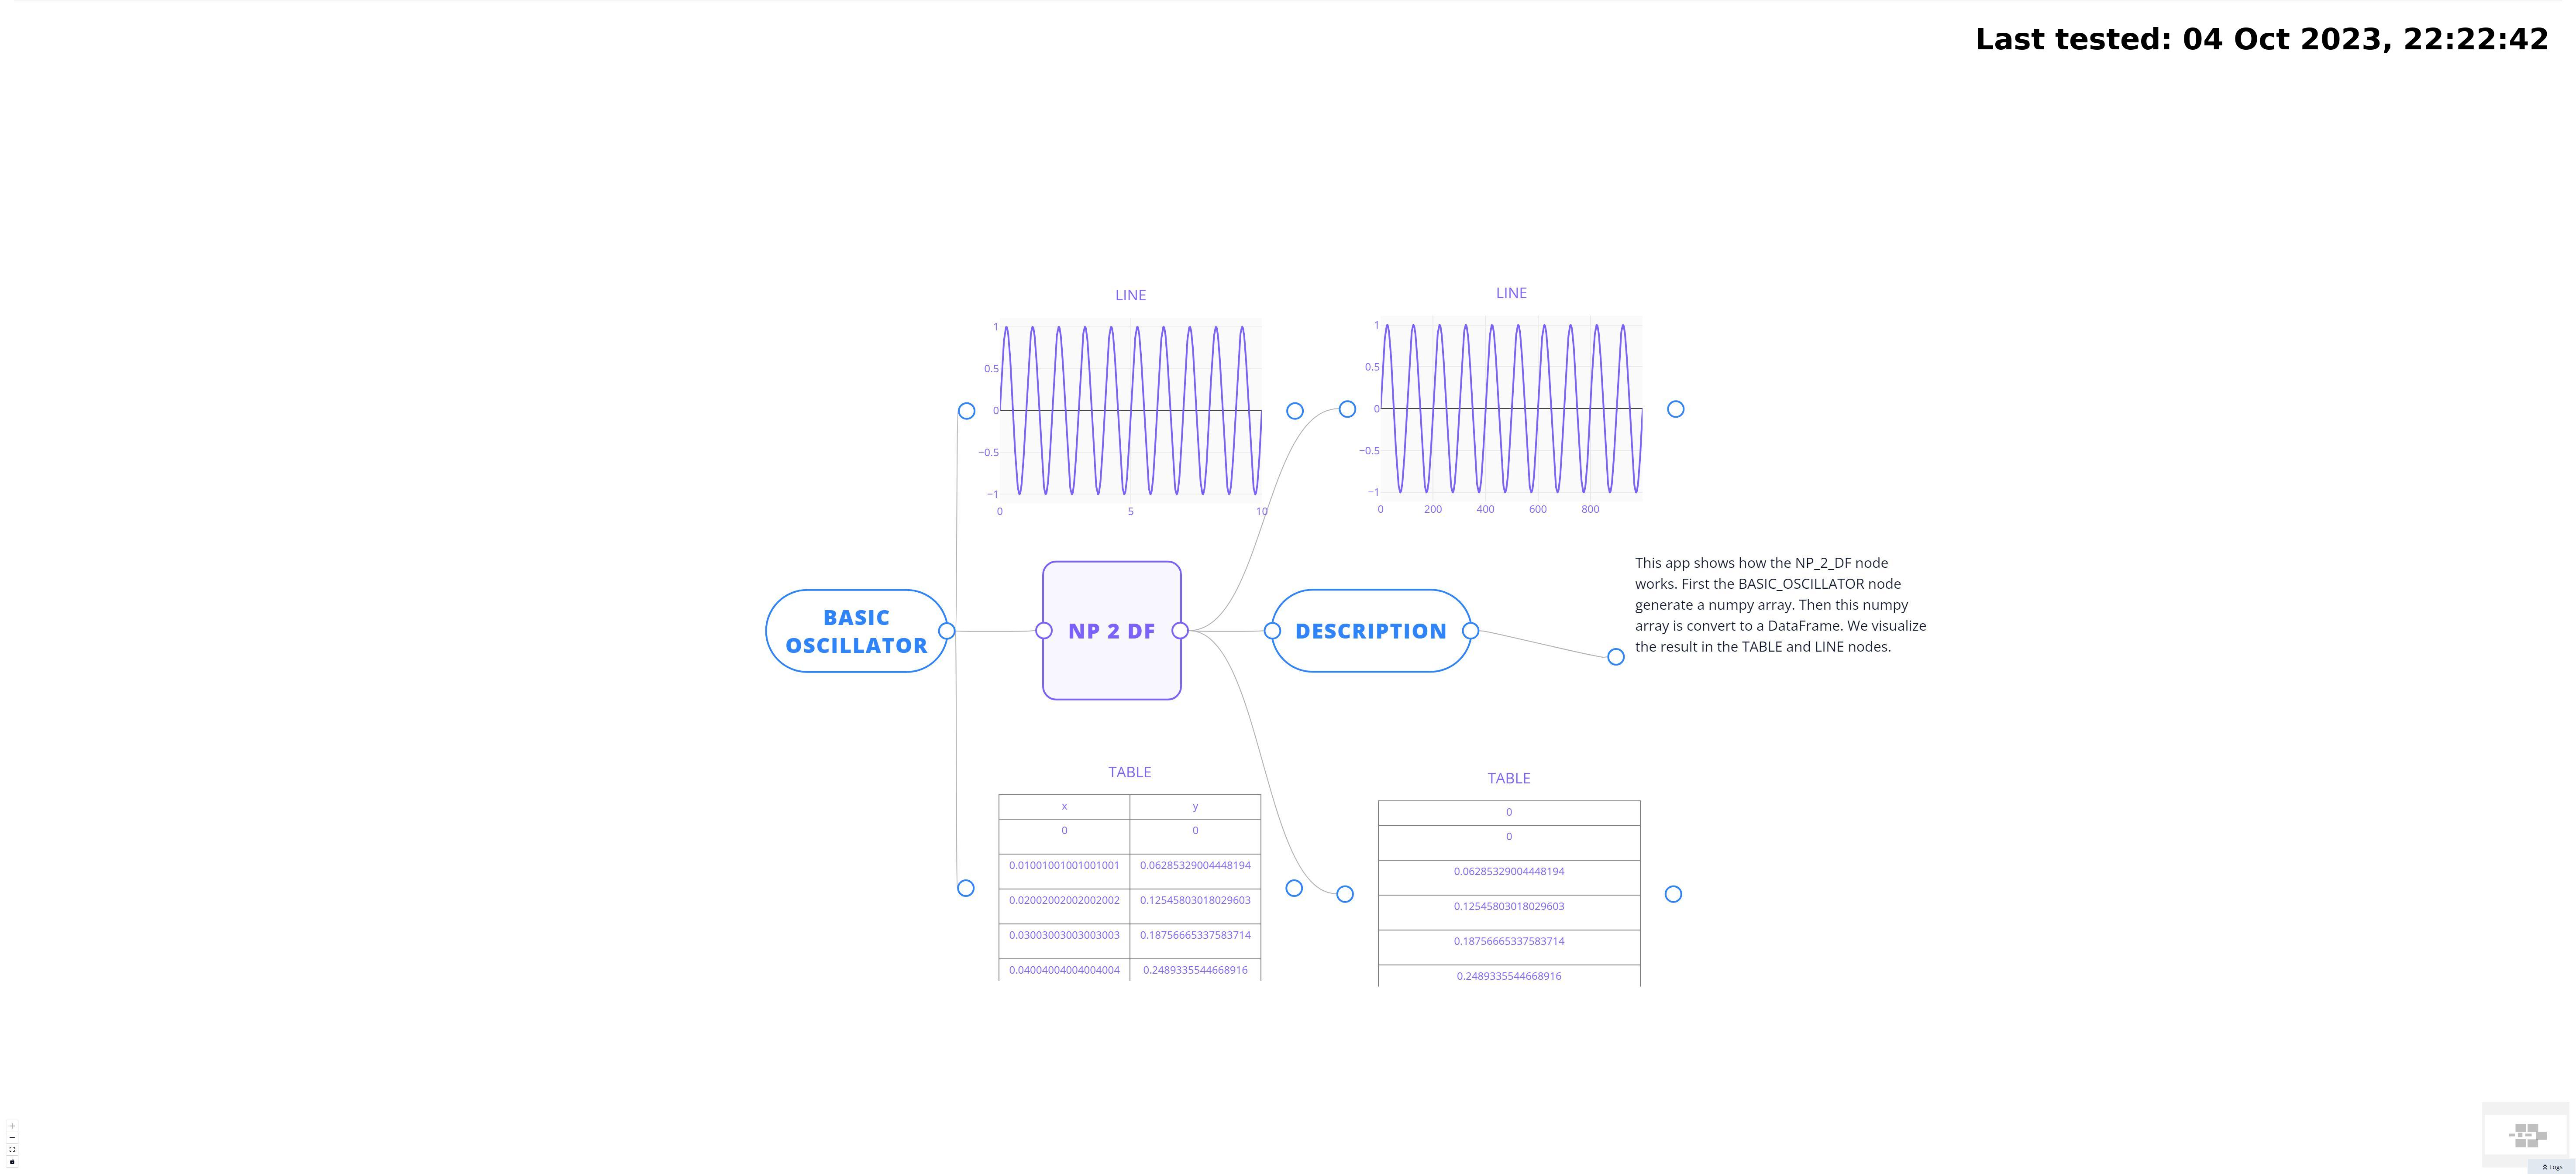 Last tested: 04 Oct 2023, 22:22:42
LINE
1
0.5
0
−0.5
−1
0
5
10
LINE
1
0.5
0
−0.5
−1
0
200
400
600
800
BASIC
OSCILLATOR
NP 2 DF
DESCRIPTION
This app shows how the NP_2_DF node
works. First the BASIC_OSCILLATOR node
generate a numpy array. Then this numpy
array is convert to a DataFrame. We visualize
the result in the TABLE and LINE nodes.
TABLE
x y
0 0
0.01001001001001001 0.06285329004448194
0.02002002002002002 0.12545803018029603
0.03003003003003003 0.18756665337583714
0.04004004004004004 0.2489335544668916
TABLE
0
0
0.06285329004448194
0.12545803018029603
0.18756665337583714
0.2489335544668916
Logs